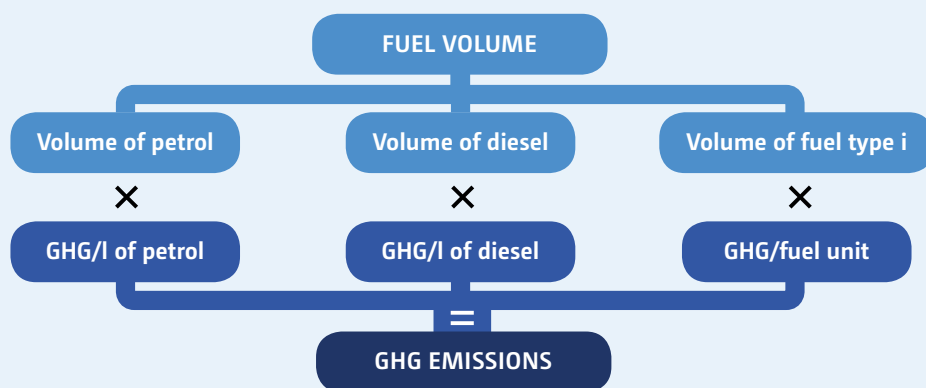 FUEL VOLUME
Volume of petrol
Volume of diesel
Volume of fuel type i
×
×
×
GHG/l of petrol
GHG/l of diesel
GHG/fuel unit
=
GHG EMISSIONS